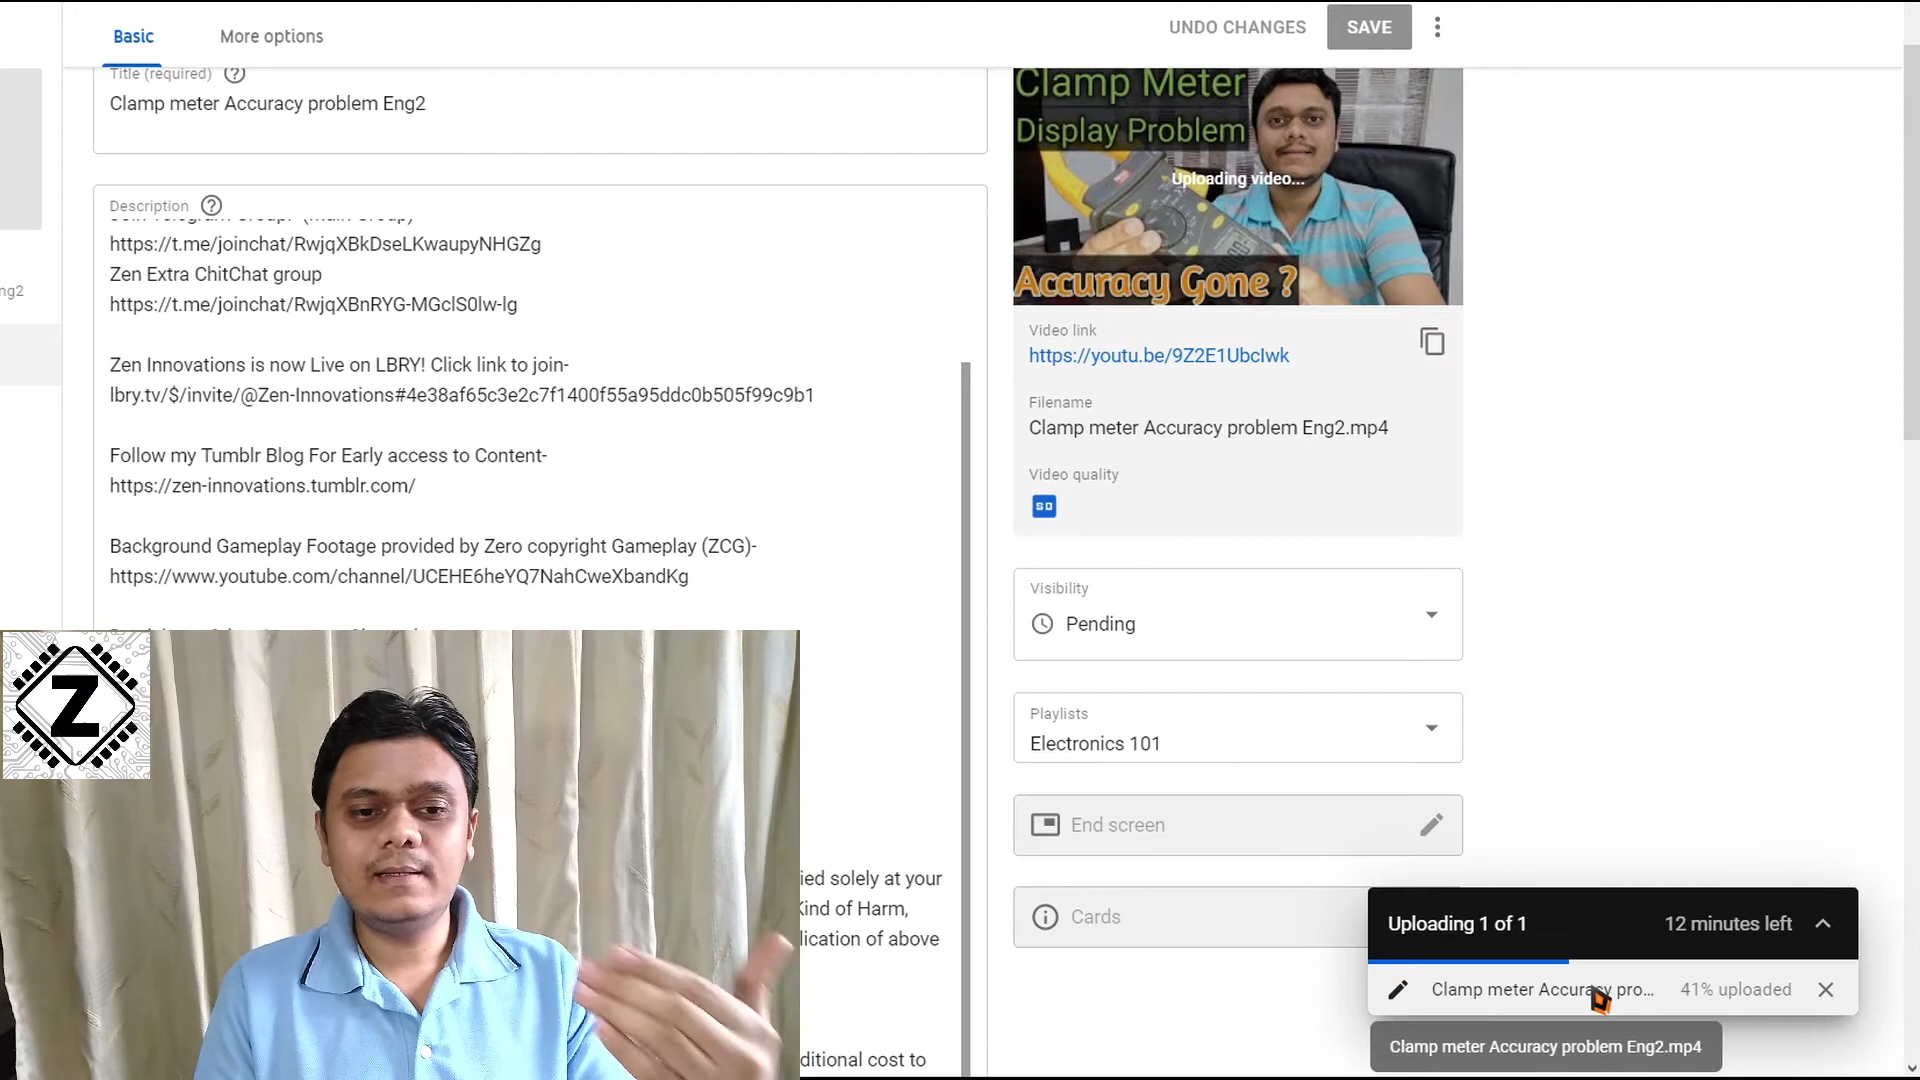 Basic
More options
UNDO CHANGES
SAVE
Title (required)
Clamp meter Accuracy problem Eng2
Description
https://t.me/joinchat/RwjqXBkDseLKwaupyNHGZg
Zen Extra ChitChat group
https://t.me/joinchat/RwjqXBnRYG-MGclS0lw-lg
Zen Innovations is now Live on LBRY! Click link to join-
lbry.tv/$/invite/@Zen-Innovations#4e38af65c3e2c7f1400f55a95ddc0b505f99c9b1
Follow my Tumblr Blog For Early access to Content-
https://zen-innovations.tumblr.com/
Background Gameplay Footage provided by Zero copyright Gameplay (ZCG)-
https://www.youtube.com/channel/UCEHE6heYQ7NahCweXbandKg
ied solely at your
Kind of Harm,
lication of above
ditional cost to
ng2
Z
Clamp Meter
Display Problem
Uploading video...
Accuracy Gone ?
Video link
https://youtu.be/9Z2E1UbcIwk
Filename
Clamp meter Accuracy problem Eng2.mp4
Video quality
SD
Visibility
Pending
Playlists
Electronics 101
End screen
Cards
Uploading 1 of 1
12 minutes left
Clamp meter Accuracy pro...
41% uploaded
Clamp meter Accuracy problem Eng2.mp4